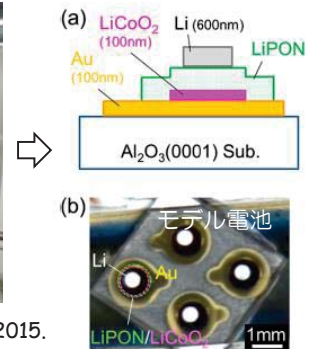 (a)
LiCoO₂
(100nm)
Li (600nm)
Au
(100nm)
LiPON
Al₂O₃(0001) Sub.
(b)
モデル電池
Li
Au
LiPON/LiCoO₂
1mm
2015.